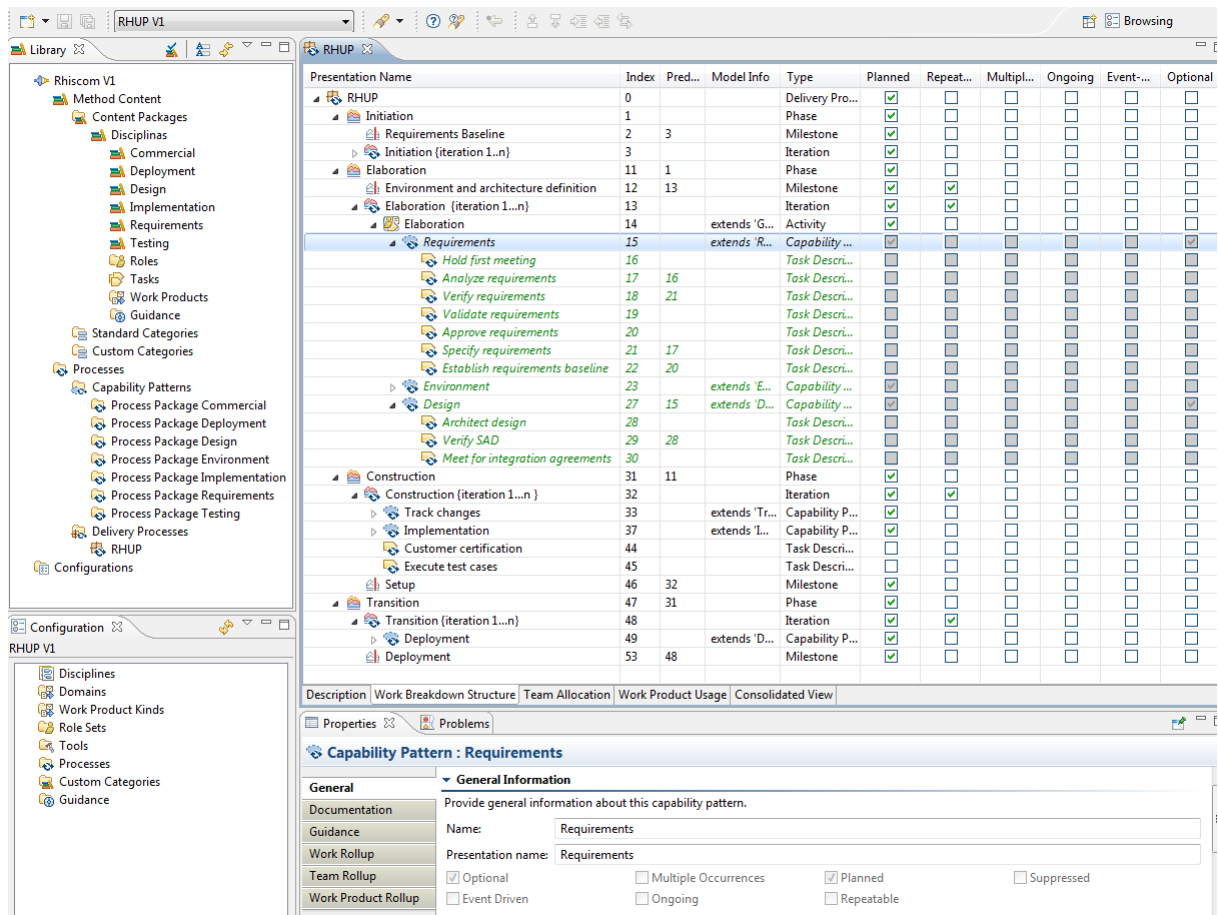 RHUP V1
Browsing
Library
RHUP
Rhiscom V1
Method Content
Content Packages
Disciplinas
Commercial
Deployment
Design
Implementation
Requirements
Testing
Roles
Tasks
Work Products
Guidance
Standard Categories
Custom Categories
Processes
Capability Patterns
Process Package Commercial
Process Package Deployment
Process Package Design
Process Package Environment
Process Package Implementation
Process Package Requirements
Process Package Testing
Delivery Processes
RHUP
Configurations
Configuration
RHUP V1
Disciplines
Domains
Work Product Kinds
Role Sets
Tools
Processes
Custom Categories
Guidance
Presentation Name Index Pred... Model Info Type Planned Repeat... Multipl... Ongoing Event-... Optional
RHUP 0 Delivery Pro...
Initiation 1 Phase
Requirements Baseline 2 3 Milestone
Initiation {iteration 1..n} 3 Iteration
Elaboration 11 1 Phase
Environment and architecture definition 12 13 Milestone
Elaboration {iteration 1...n} 13 Iteration
Elaboration 14 extends 'G... Activity
Requirements 15 extends 'R... Capability ...
Hold first meeting 16 Task Descri...
Analyze requirements 17 16 Task Descri...
Verify requirements 18 21 Task Descri...
Validate requirements 19 Task Descri...
Approve requirements 20 Task Descri...
Specify requirements 21 17 Task Descri...
Establish requirements baseline 22 20 Task Descri...
Environment 23 extends 'E... Capability ...
Design 27 15 extends 'D... Capability ...
Architect design 28 Task Descri...
Verify SAD 29 28 Task Descri...
Meet for integration agreements 30 Task Descri...
Construction 31 11 Phase
Construction {iteration 1...n } 32 Iteration
Track changes 33 extends 'Tr... Capability P...
Implementation 37 extends 'I... Capability P...
Customer certification 44 Task Descri...
Execute test cases 45 Task Descri...
Setup 46 32 Milestone
Transition 47 31 Phase
Transition {iteration 1...n} 48 Iteration
Deployment 49 extends 'D... Capability P...
Deployment 53 48 Milestone
Description Work Breakdown Structure Team Allocation Work Product Usage Consolidated View
Properties Problems
Capability Pattern : Requirements
General
Documentation
Guidance
Work Rollup
Team Rollup
Work Product Rollup
General Information
Provide general information about this capability pattern.
Name: Requirements
Presentation name: Requirements
Optional Multiple Occurrences Planned Suppressed
Event Driven Ongoing Repeatable